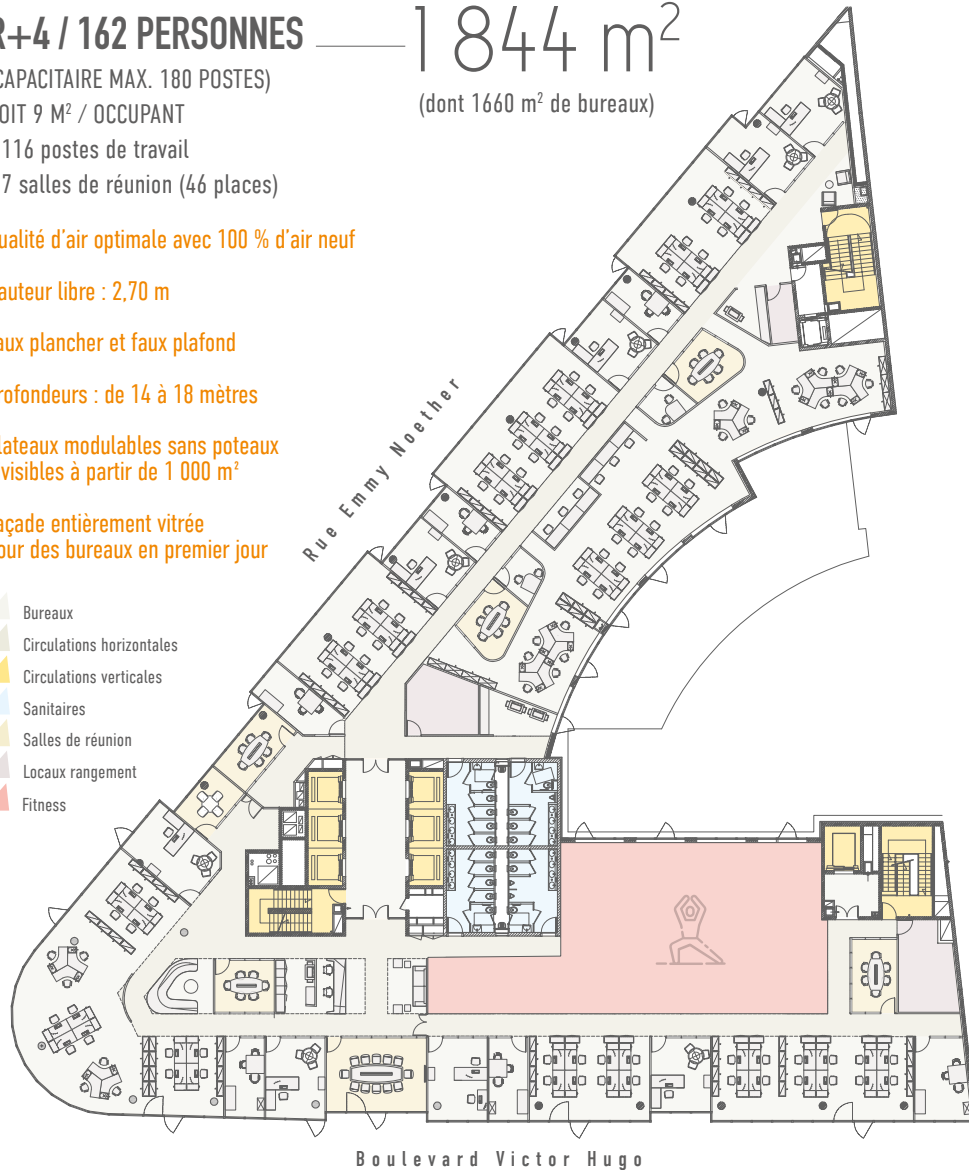 R+4 / 162 PERSONNES
1 844 m²
CAPACITAIRE MAX. 180 POSTES)
(dont 1660 m² de bureaux)
OIT 9 M² / OCCUPANT
116 postes de travail
7 salles de réunion (46 places)
ualité d'air optimale avec 100 % d'air neuf
auteur libre : 2,70 m
aux plancher et faux plafond
rofondeurs : de 14 à 18 mètres
lateaux modulables sans poteaux
ivisibles à partir de 1 000 m²
açade entièrement vitrée
our des bureaux en premier jour
Rue Emmy Noether
Bureaux
Circulations horizontales
Circulations verticales
Sanitaires
Salles de réunion
Locaux rangement
Fitness
Boulevard Victor Hugo